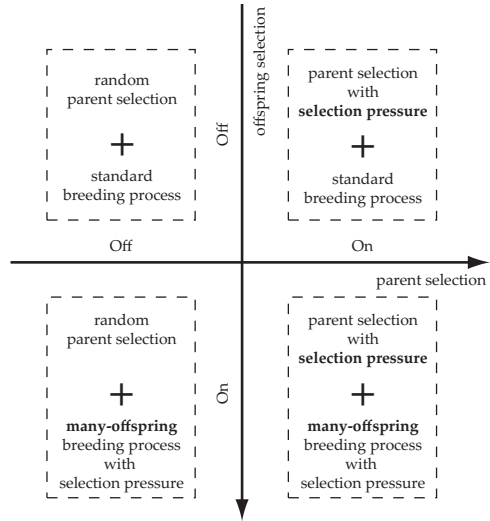 offspring selection
random
parent selection
+
standard
breeding process
Off
parent selection
with
selection pressure
+
standard
breeding process
Off
On
parent selection
random
parent selection
+
many-offspring
breeding process
with
selection pressure
On
parent selection
with
selection pressure
+
many-offspring
breeding process
with
selection pressure